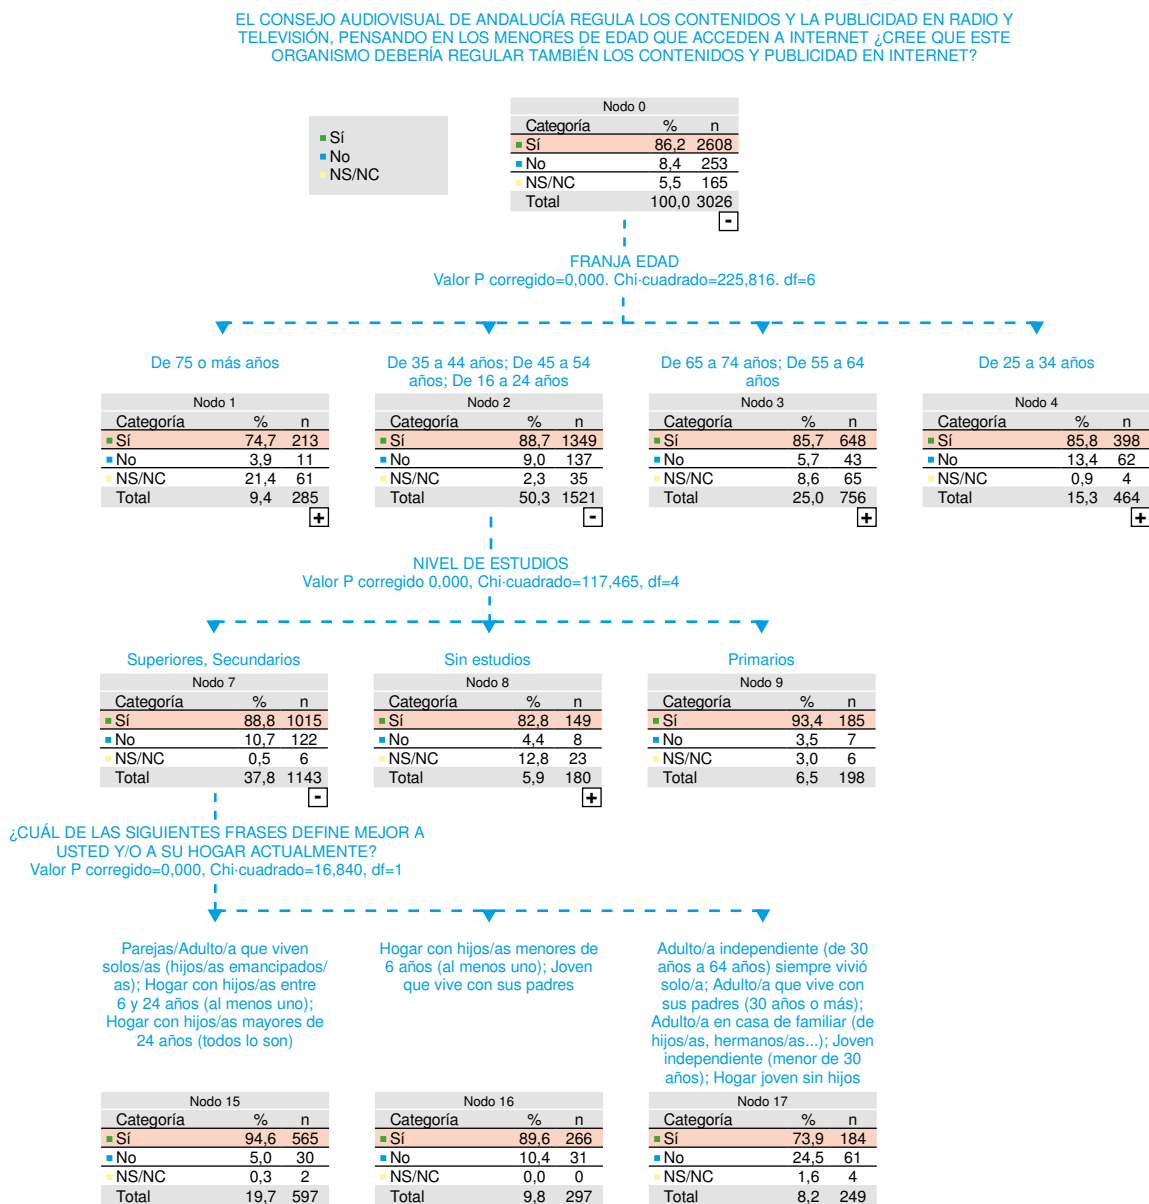 EL CONSEJO AUDIOVISUAL DE ANDALUCÍA REGULA LOS CONTENIDOS Y LA PUBLICIDAD EN RADIO Y
TELEVISIÓN, PENSANDO EN LOS MENORES DE EDAD QUE ACCEDEN A INTERNET ¿CREE QUE ESTE
ORGANISMO DEBERÍA REGULAR TAMBIÉN LOS CONTENIDOS Y PUBLICIDAD EN INTERNET?
Sí
No
NS/NC
Nodo 0
Categoría % n
Sí 86,2 2608
No 8,4 253
NS/NC 5,5 165
Total 100,0 3026
-
FRANJA EDAD
Valor P corregido=0,000. Chi-cuadrado=225,816. df=6
De 75 o más años
Nodo 1
Categoría % n
Sí 74,7 213
No 3,9 11
NS/NC 21,4 61
Total 9,4 285
+
De 35 a 44 años; De 45 a 54
años; De 16 a 24 años
Nodo 2
Categoría % n
Sí 88,7 1349
No 9,0 137
NS/NC 2,3 35
Total 50,3 1521
-
De 65 a 74 años; De 55 a 64
años
Nodo 3
Categoría % n
Sí 85,7 648
No 5,7 43
NS/NC 8,6 65
Total 25,0 756
+
De 25 a 34 años
Nodo 4
Categoría % n
Sí 85,8 398
No 13,4 62
NS/NC 0,9 4
Total 15,3 464
+
NIVEL DE ESTUDIOS
Valor P corregido 0,000, Chi-cuadrado=117,465, df=4
Superiores, Secundarios
Nodo 7
Categoría % n
Sí 88,8 1015
No 10,7 122
NS/NC 0,5 6
Total 37,8 1143
-
Sin estudios
Nodo 8
Categoría % n
Sí 82,8 149
No 4,4 8
NS/NC 12,8 23
Total 5,9 180
+
Primarios
Nodo 9
Categoría % n
Sí 93,4 185
No 3,5 7
NS/NC 3,0 6
Total 6,5 198
¿CUÁL DE LAS SIGUIENTES FRASES DEFINE MEJOR A
USTED Y/O A SU HOGAR ACTUALMENTE?
Valor P corregido=0,000, Chi-cuadrado=16,840, df=1
Parejas/Adulto/a que viven
solos/as (hijos/as emancipados/
as); Hogar con hijos/as entre
6 y 24 años (al menos uno);
Hogar con hijos/as mayores de
24 años (todos lo son)
Nodo 15
Categoría % n
Sí 94,6 565
No 5,0 30
NS/NC 0,3 2
Total 19,7 597
Hogar con hijos/as menores de
6 años (al menos uno); Joven
que vive con sus padres
Nodo 16
Categoría % n
Sí 89,6 266
No 10,4 31
NS/NC 0,0 0
Total 9,8 297
Adulto/a independiente (de 30
años a 64 años) siempre vivió
solo/a; Adulto/a que vive con
sus padres (30 años o más);
Adulto/a en casa de familiar (de
hijos/as, hermanos/as...); Joven
independiente (menor de 30
años); Hogar joven sin hijos
Nodo 17
Categoría % n
Sí 73,9 184
No 24,5 61
NS/NC 1,6 4
Total 8,2 249